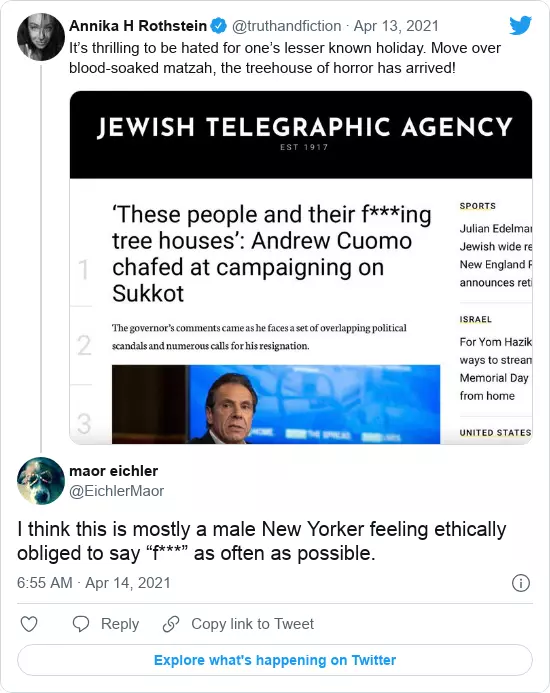 Annika H Rothstein @truthandfiction · Apr 13, 2021
It's thrilling to be hated for one's lesser known holiday. Move over
blood-soaked matzah, the treehouse of horror has arrived!
JEWISH TELEGRAPHIC AGENCY
EST 1917
1
2
3
'These people and their f***ing
tree houses': Andrew Cuomo
chafed at campaigning on
Sukkot
The governor's comments came as he faces a set of overlapping political
scandals and numerous calls for his resignation.
SPORTS
Julian Edelman
Jewish wide re
New England P
announces reti
ISRAEL
For Yom Hazik
ways to stream
Memorial Day
from home
UNITED STATES
maor eichler
@EichlerMaor
I think this is mostly a male New Yorker feeling ethically
obliged to say “f***” as often as possible.
6:55 AM · Apr 14, 2021
Reply
Copy link to Tweet
Explore what's happening on Twitter